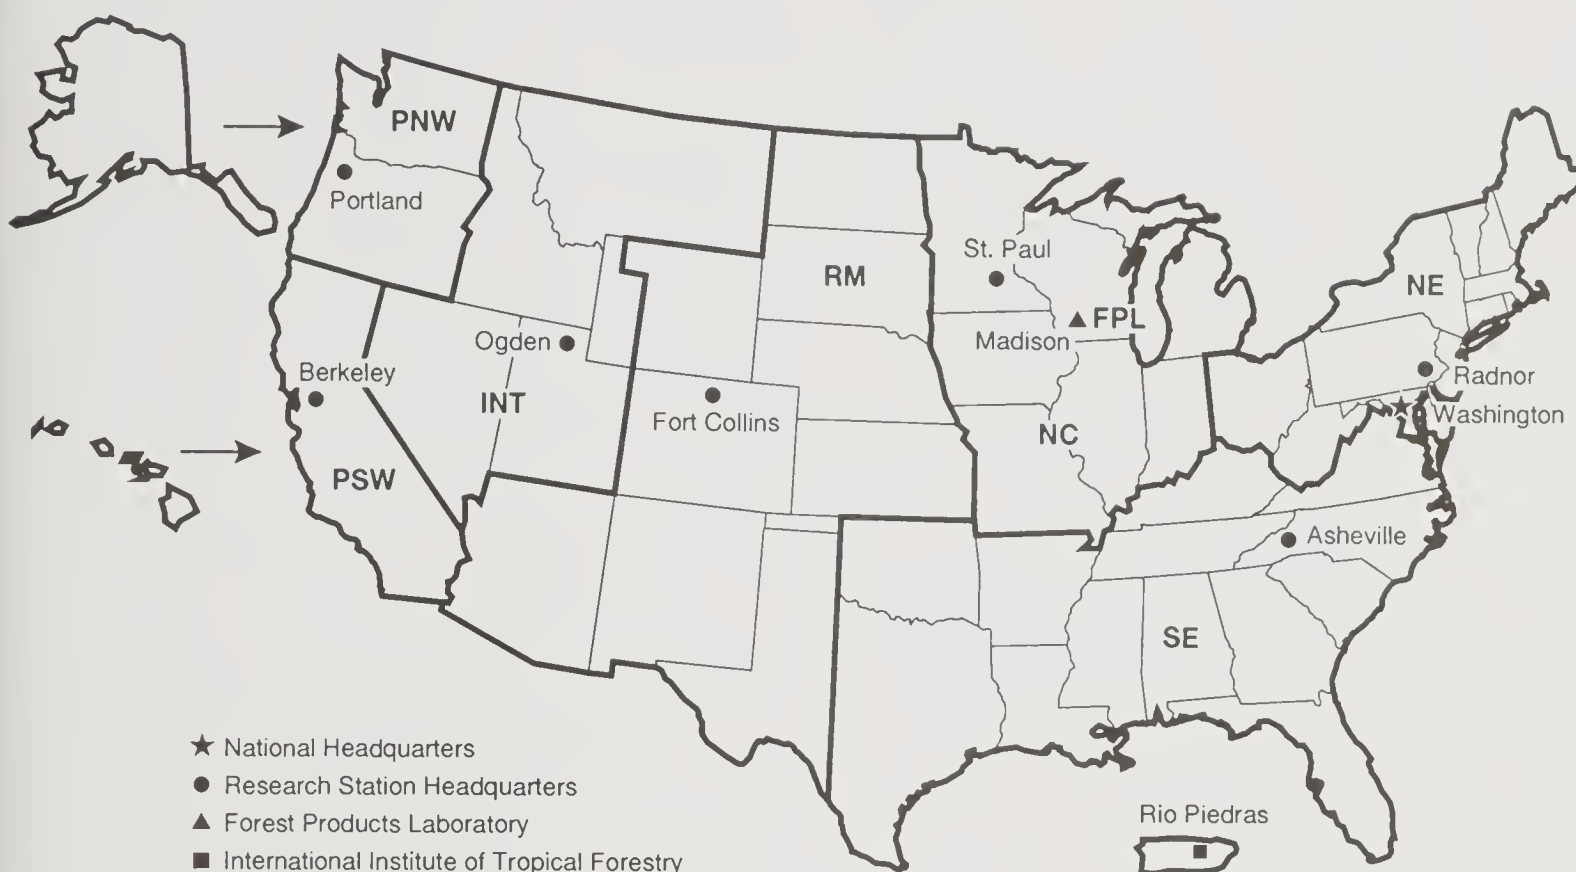 PNW
Portland
St. Paul
RM
NE
FPL
Madison
Ogden
Berkeley
Radnor
INT
Fort Collins
Washington
NC
PSW
Asheville
SE
★ National Headquarters
● Research Station Headquarters
▲ Forest Products Laboratory
■ International Institute of Tropical Forestry
Rio Piedras